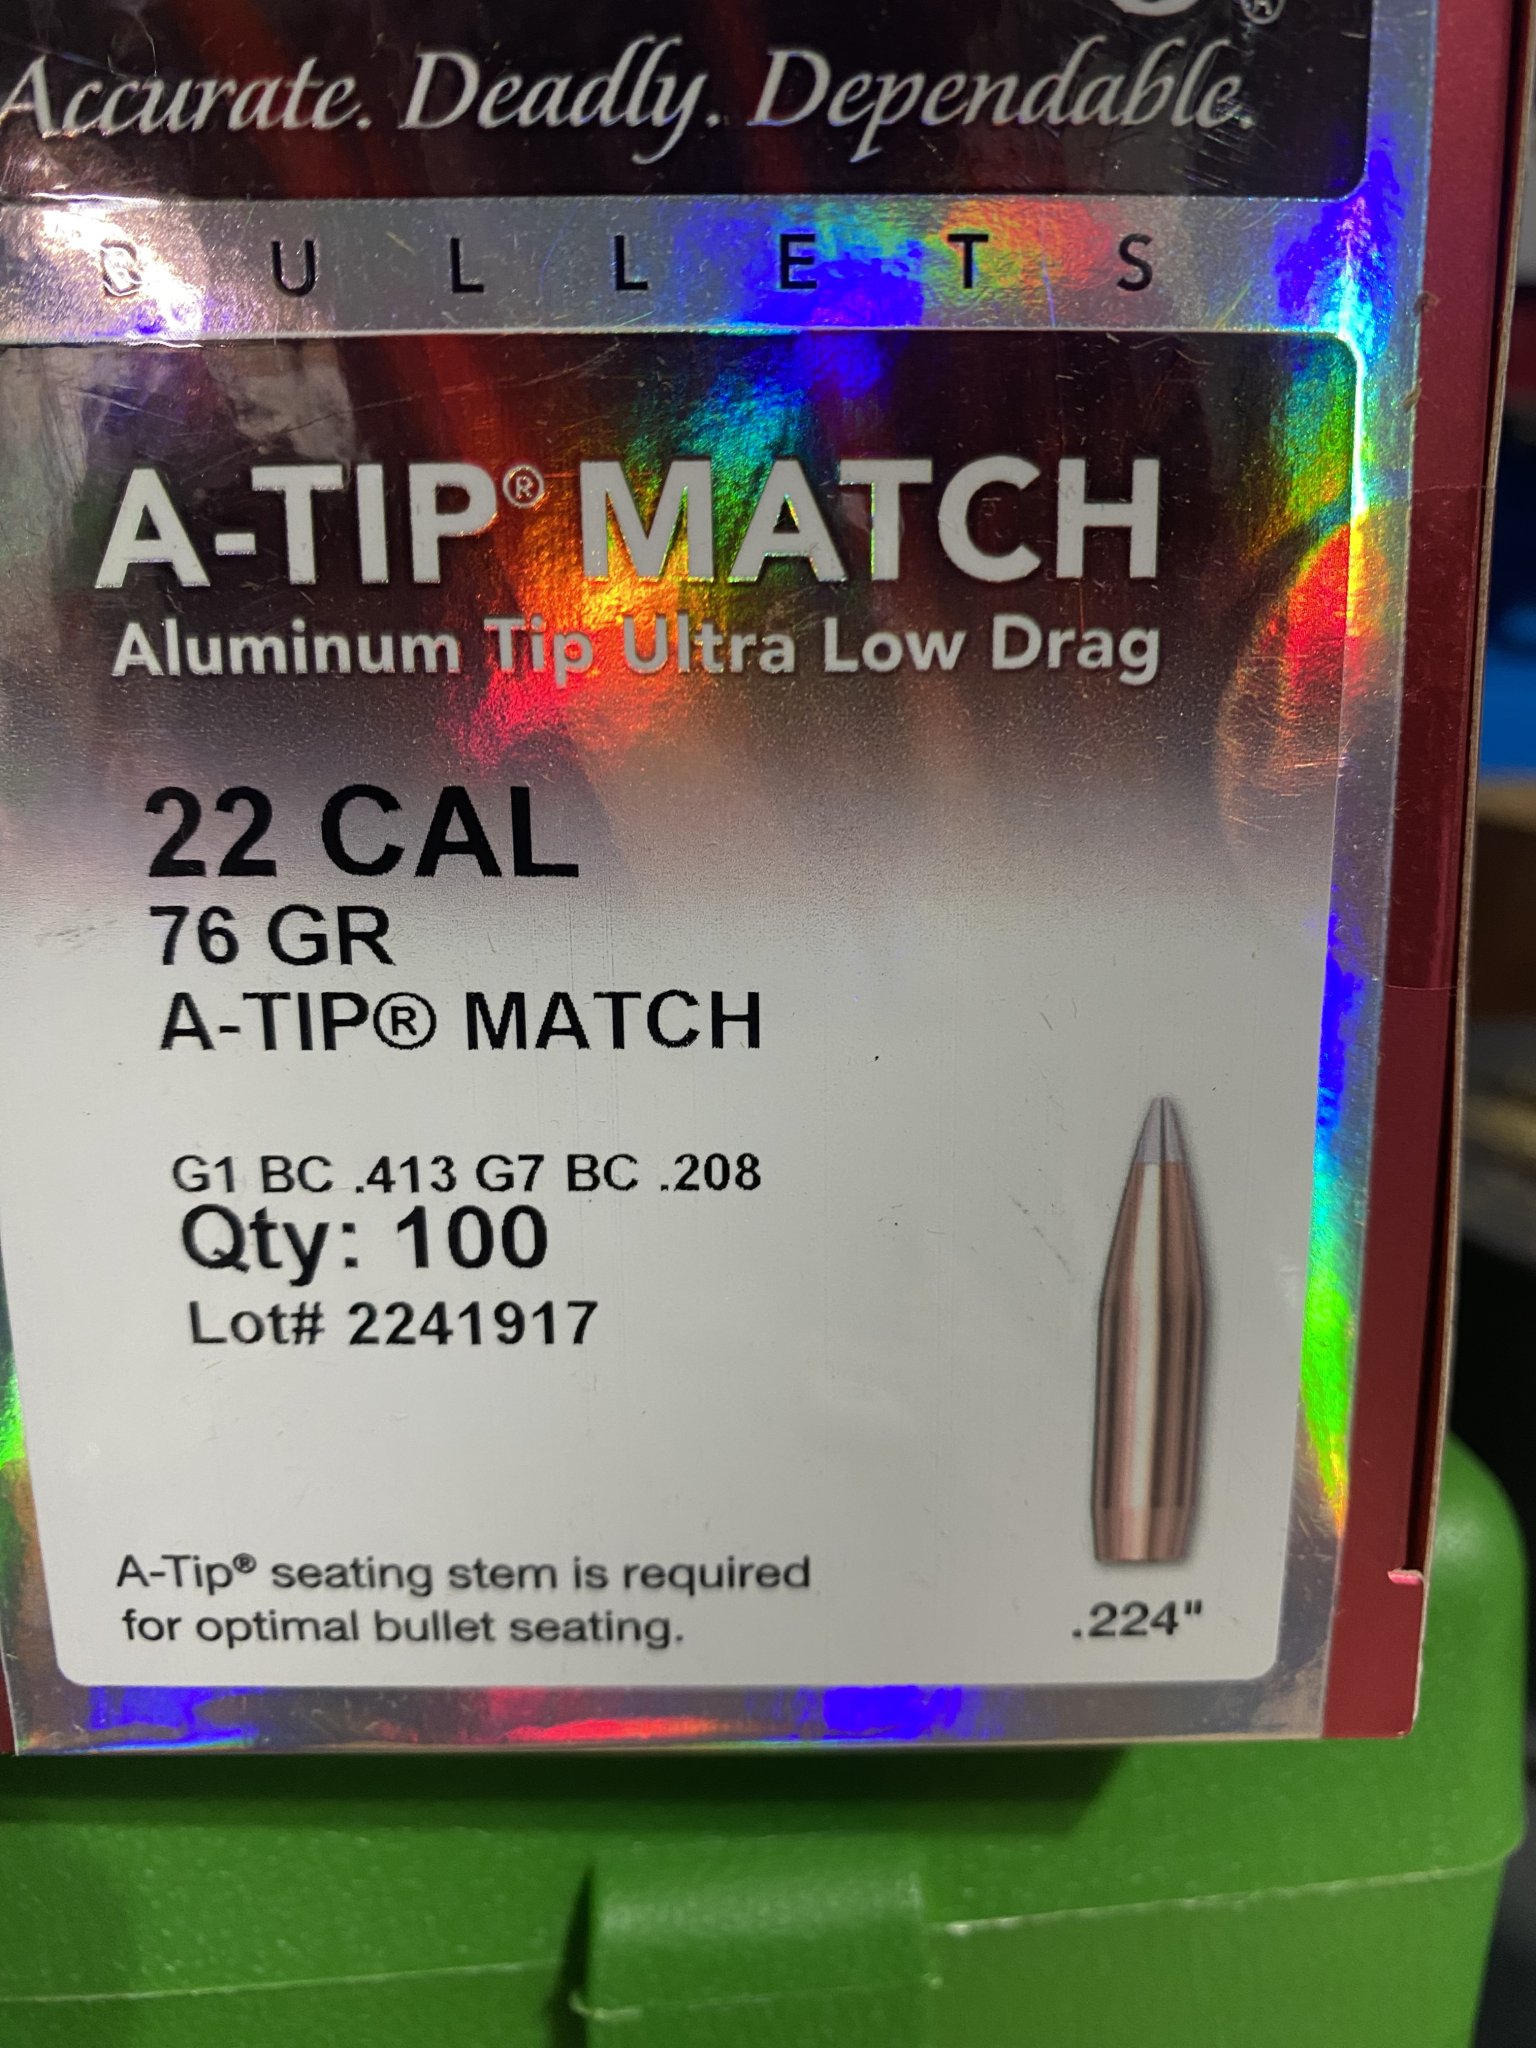 Accurate. Deadly. Dependable.
BULLETS
A-TIP® MATCH
Aluminum Tip Ultra Low Drag
22 CAL
76 GR
A-TIP® MATCH
G1 BC .413 G7 BC .208
Qty: 100
Lot# 2241917
A-Tip® seating stem is required
for optimal bullet seating.
.224"